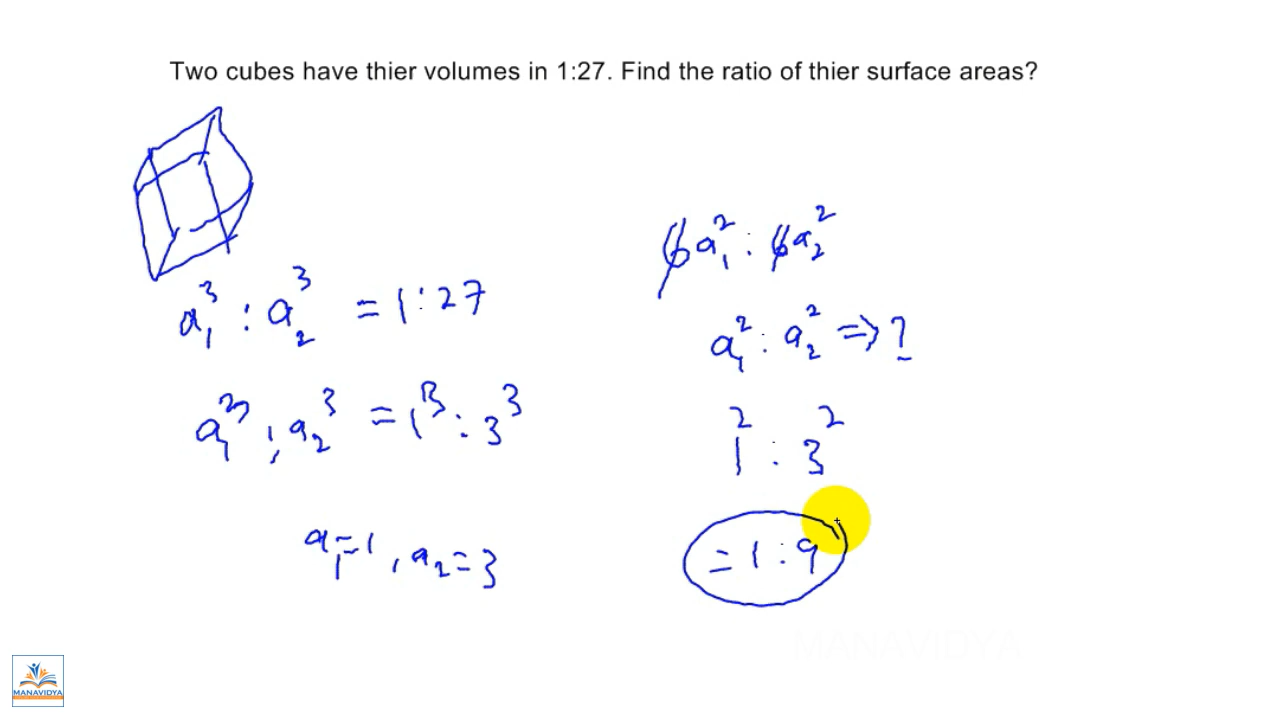 Two cubes have thier volumes in 1:27. Find the ratio of thier surface areas?
a₁³ : a₂³ = 1:27
a₁³ : a₂³ = 1³ : 3³
a₁=1, a₂=3
6a₁² : 6a₂²
a₁² : a₂² => ?
1² : 3²
= 1:9
MANAVIDYA
MANAVIDYA